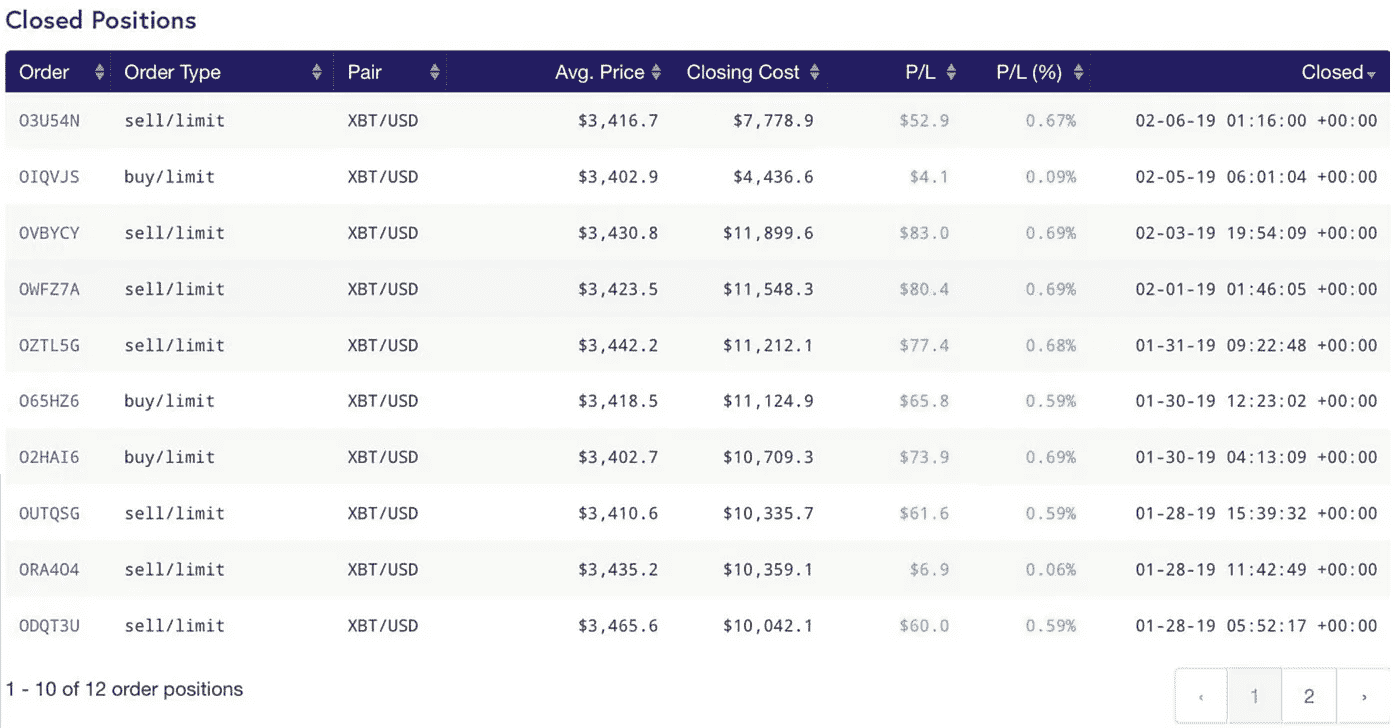 Closed Positions
Order Order Type Pair Avg. Price Closing Cost P/L P/L (%) Closed
O3U54N sell/limit XBT/USD $3,416.7 $7,778.9 $52.9 0.67% 02-06-19 01:16:00 +00:00
OIQVJS buy/limit XBT/USD $3,402.9 $4,436.6 $4.1 0.09% 02-05-19 06:01:04 +00:00
OVBYCY sell/limit XBT/USD $3,430.8 $11,899.6 $83.0 0.69% 02-03-19 19:54:09 +00:00
OWFZ7A sell/limit XBT/USD $3,423.5 $11,548.3 $80.4 0.69% 02-01-19 01:46:05 +00:00
OZTL5G sell/limit XBT/USD $3,442.2 $11,212.1 $77.4 0.68% 01-31-19 09:22:48 +00:00
O65HZ6 buy/limit XBT/USD $3,418.5 $11,124.9 $65.8 0.59% 01-30-19 12:23:02 +00:00
O2HAI6 buy/limit XBT/USD $3,402.7 $10,709.3 $73.9 0.69% 01-30-19 04:13:09 +00:00
OUTQSG sell/limit XBT/USD $3,410.6 $10,335.7 $61.6 0.59% 01-28-19 15:39:32 +00:00
ORA4O4 sell/limit XBT/USD $3,435.2 $10,359.1 $6.9 0.06% 01-28-19 11:42:49 +00:00
ODQT3U sell/limit XBT/USD $3,465.6 $10,042.1 $60.0 0.59% 01-28-19 05:52:17 +00:00
1 - 10 of 12 order positions
‹ 1 2 ›